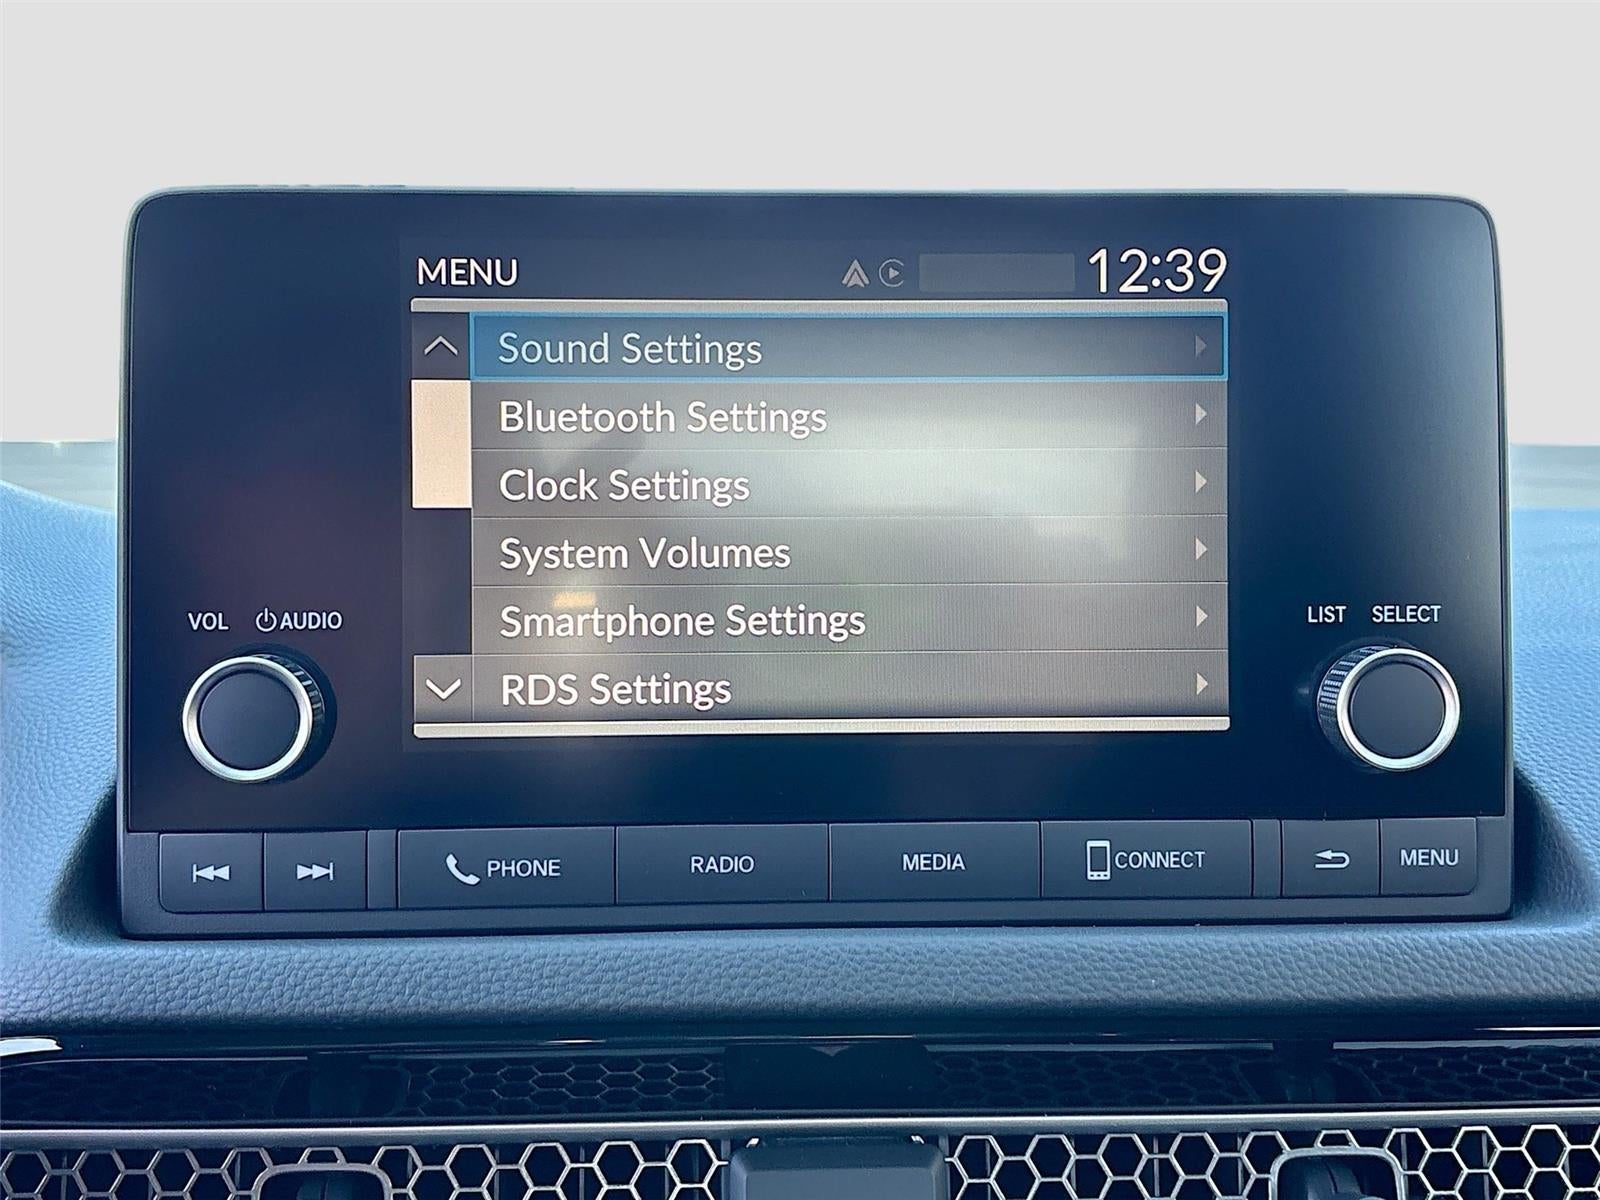 MENU 12:39
Sound Settings
Bluetooth Settings
Clock Settings
System Volumes
Smartphone Settings
RDS Settings
VOL AUDIO
LIST SELECT
PHONE RADIO MEDIA CONNECT MENU